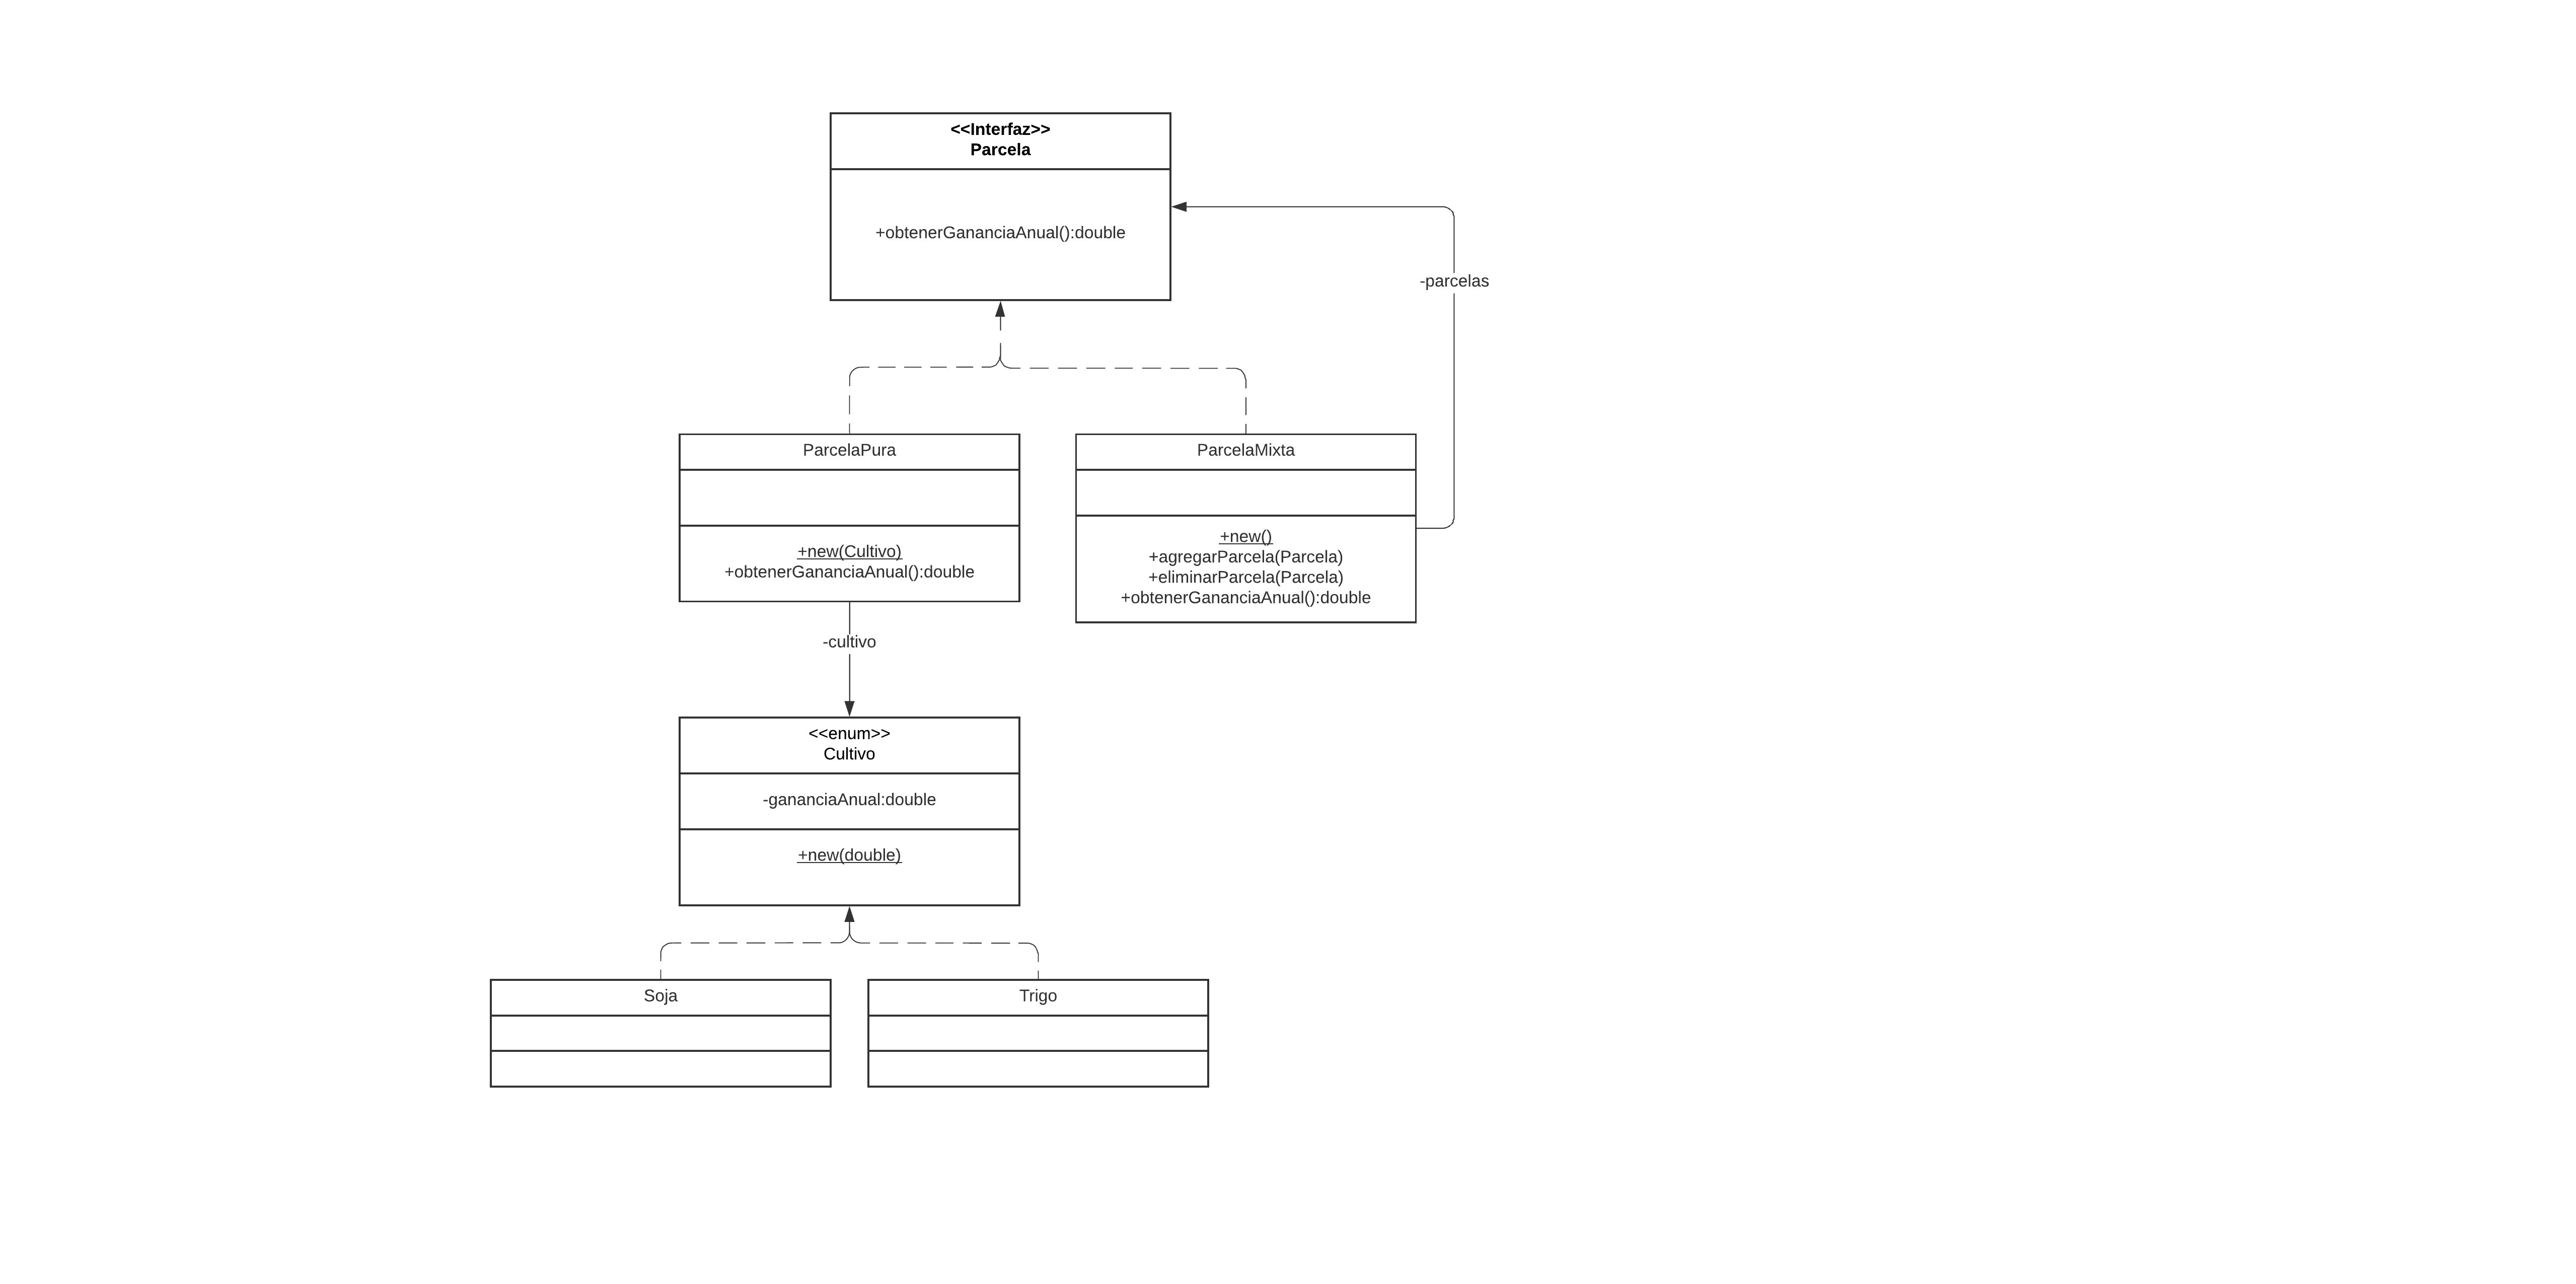 <<Interfaz>>
Parcela
+obtenerGananciaAnual():double
-parcelas
ParcelaPura
+new(Cultivo)
+obtenerGananciaAnual():double
ParcelaMixta
+new()
+agregarParcela(Parcela)
+eliminarParcela(Parcela)
+obtenerGananciaAnual():double
-cultivo
<<enum>>
Cultivo
-gananciaAnual:double
+new(double)
Soja
Trigo